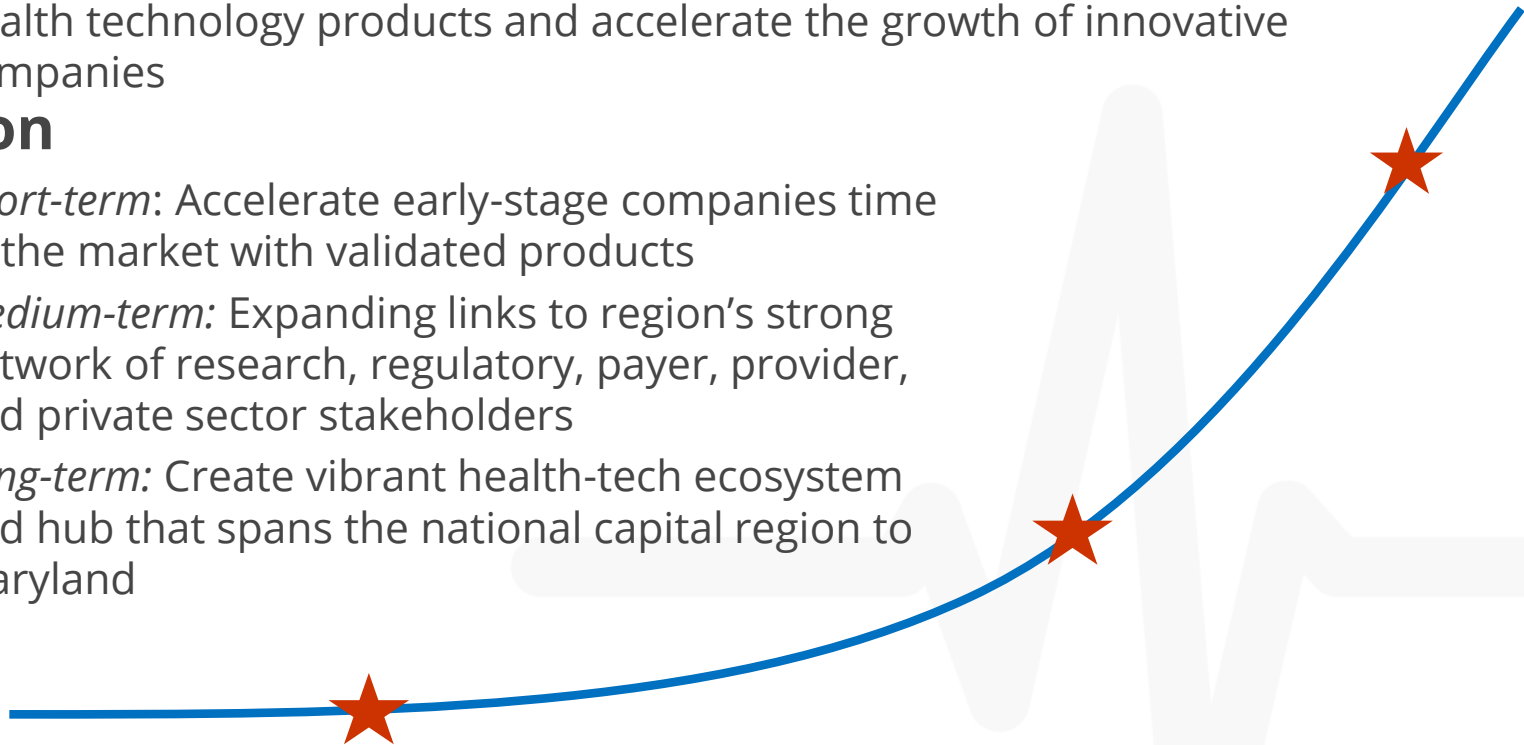 alth technology products and accelerate the growth of innovative
mpanies
on
ort-term: Accelerate early-stage companies time
the market with validated products
edium-term: Expanding links to region’s strong
twork of research, regulatory, payer, provider,
d private sector stakeholders
ng-term: Create vibrant health-tech ecosystem
d hub that spans the national capital region to
aryland